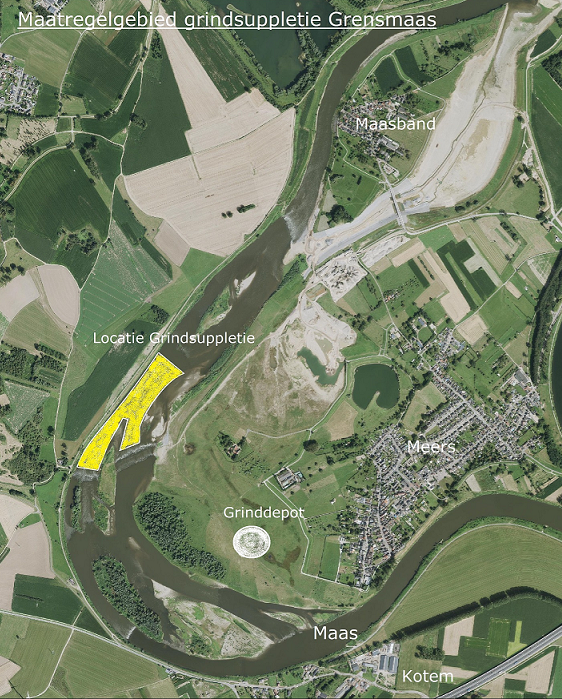 Maatregelgebied grindsuppletie Grensmaas
Maasband
Locatie Grindsuppletie
Meers
Grinddepot
Maas
Kotem